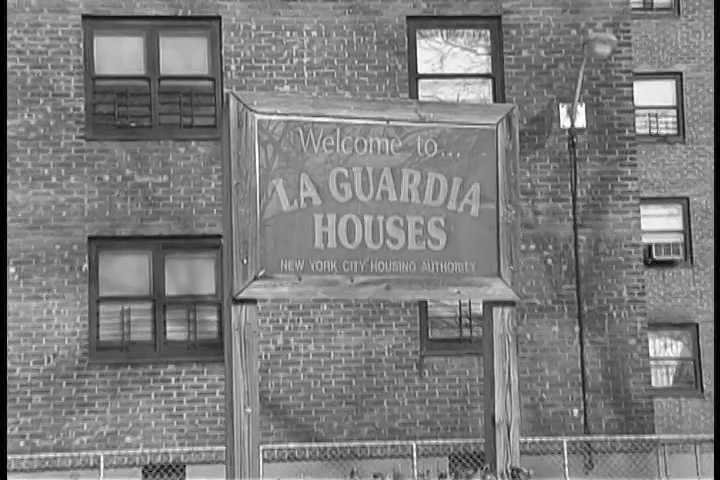 Welcome to...
LA GUARDIA
HOUSES
NEW YORK CITY HOUSING AUTHORITY